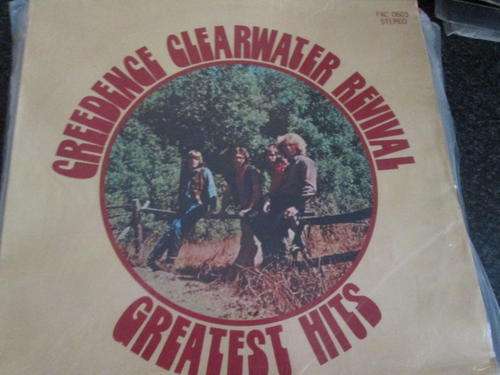 STEREO
CREEDENCE CLEARWATER REVIVAL
GREATEST HITS